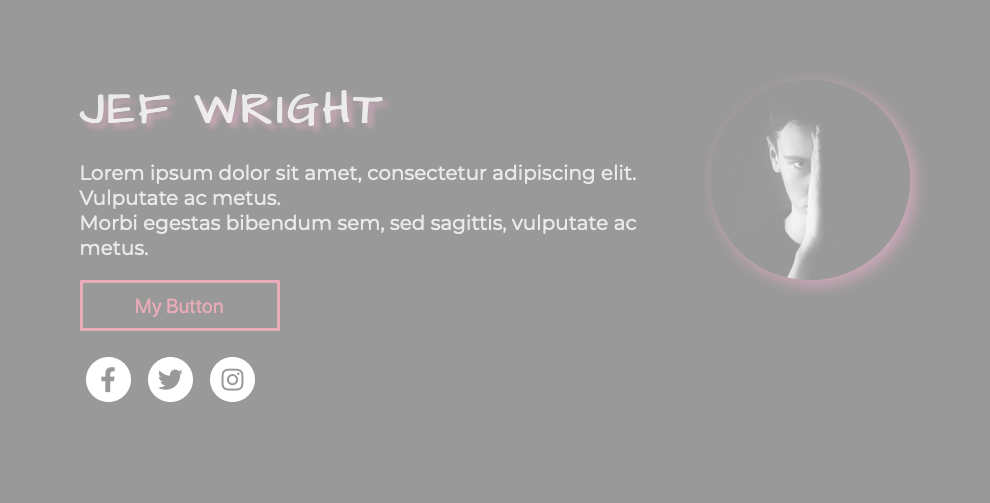 JEF WRIGHT
Lorem ipsum dolor sit amet, consectetur adipiscing elit.
Vulputate ac metus.
Morbi egestas bibendum sem, sed sagittis, vulputate ac
metus.
My Button